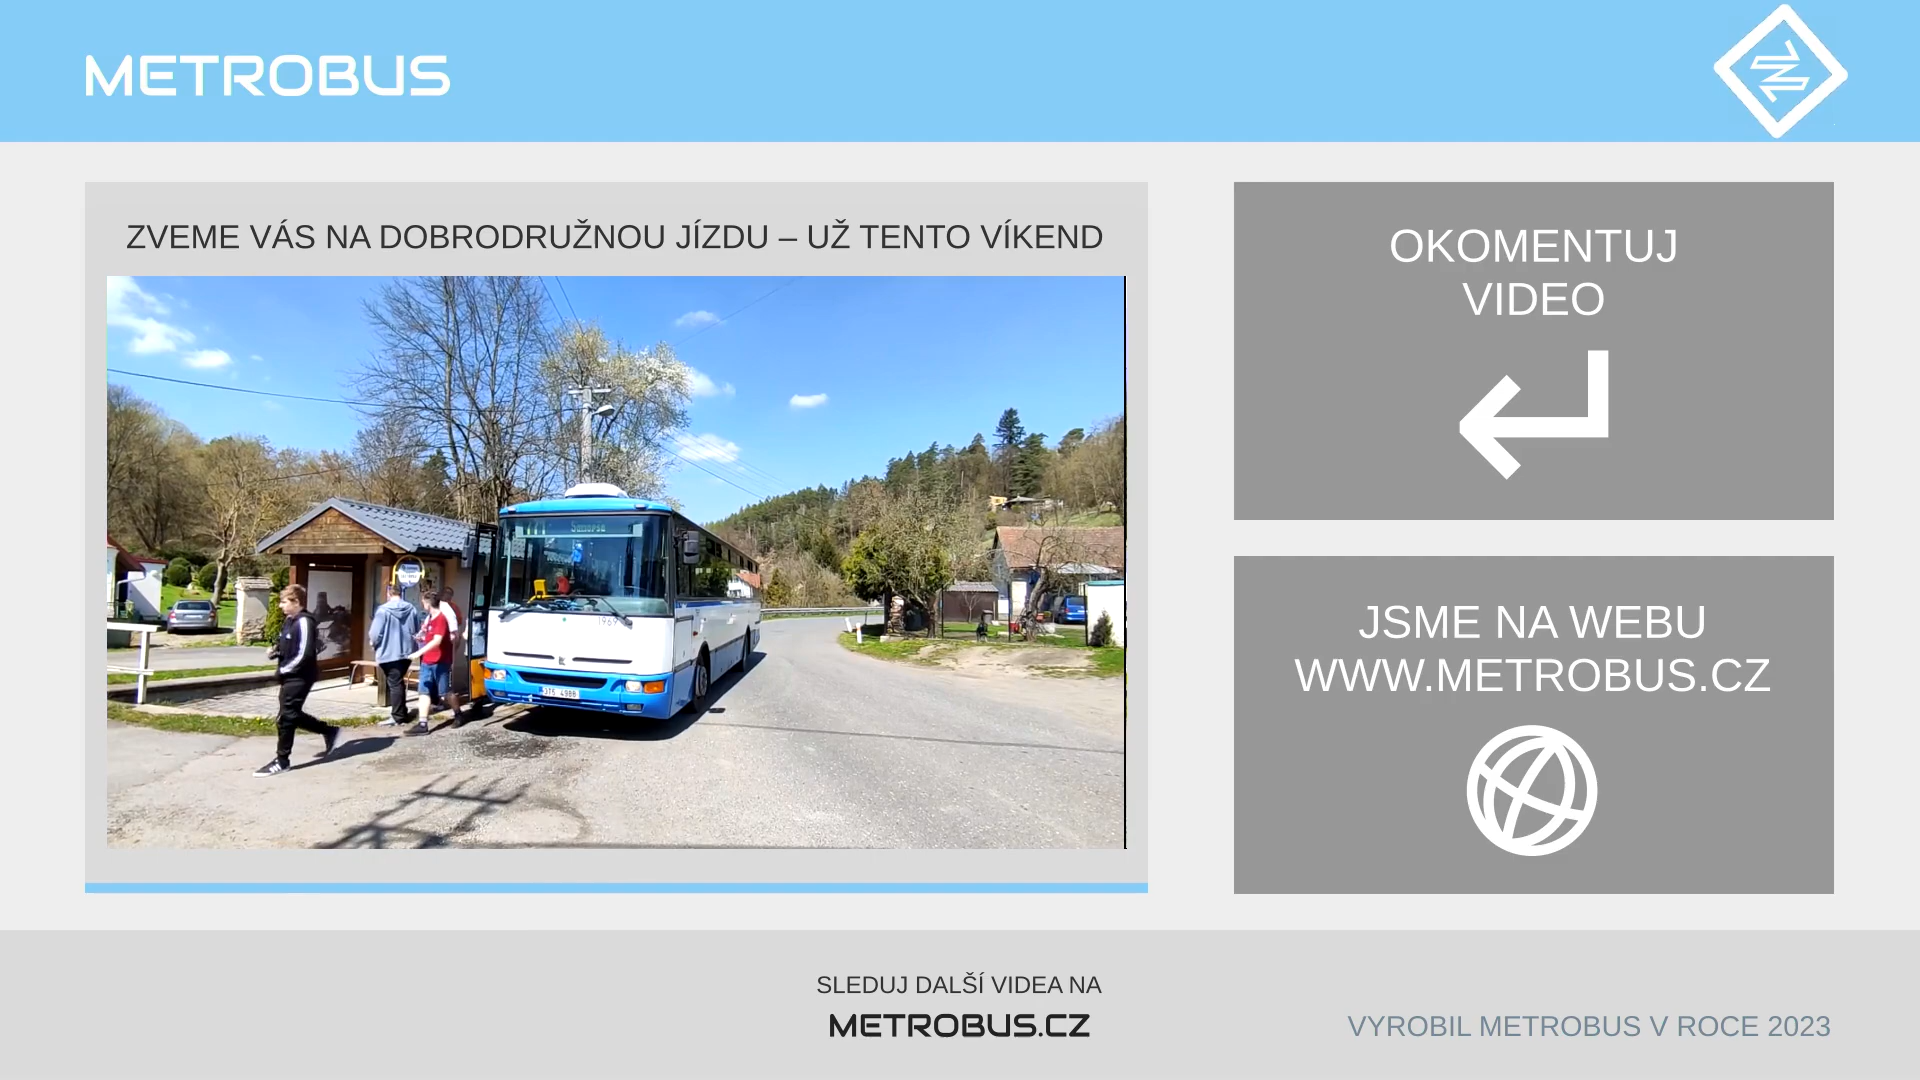 METROBUS
ZVEME VÁS NA DOBRODRUŽNOU JÍZDU – UŽ TENTO VÍKEND
1969
OKOMENTUJ
VIDEO
JSME NA WEBU
WWW.METROBUS.CZ
SLEDUJ DALŠÍ VIDEA NA
METROBUS.CZ
VYROBIL METROBUS V ROCE 2023